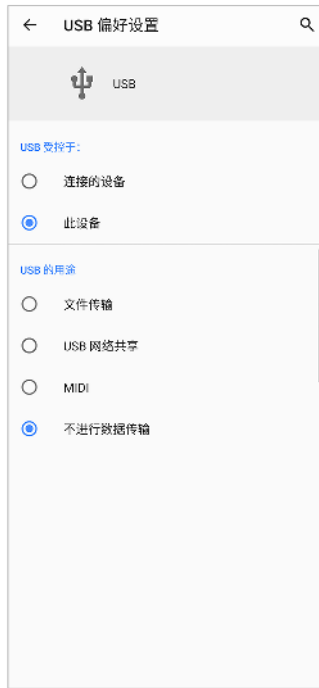 USB 偏好设置
USB
USB 受控于：
连接的设备
此设备
USB 的用途
文件传输
USB 网络共享
MIDI
不进行数据传输